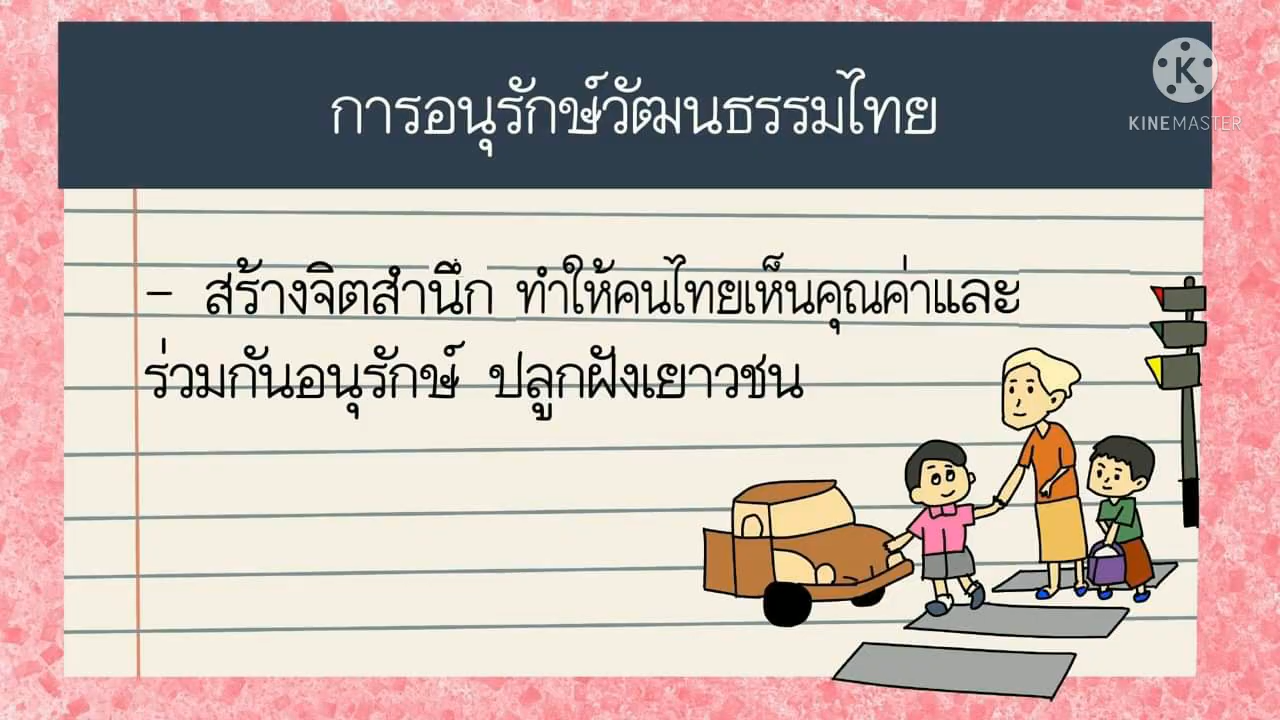 การอนุรักษ์วัฒนธรรมไทย
KINEMASTER
- สร้างจิตสำนึก ทำให้คนไทยเห็นคุณค่าและ
ร่วมกันอนุรักษ์ ปลูกฝังเยาวชน